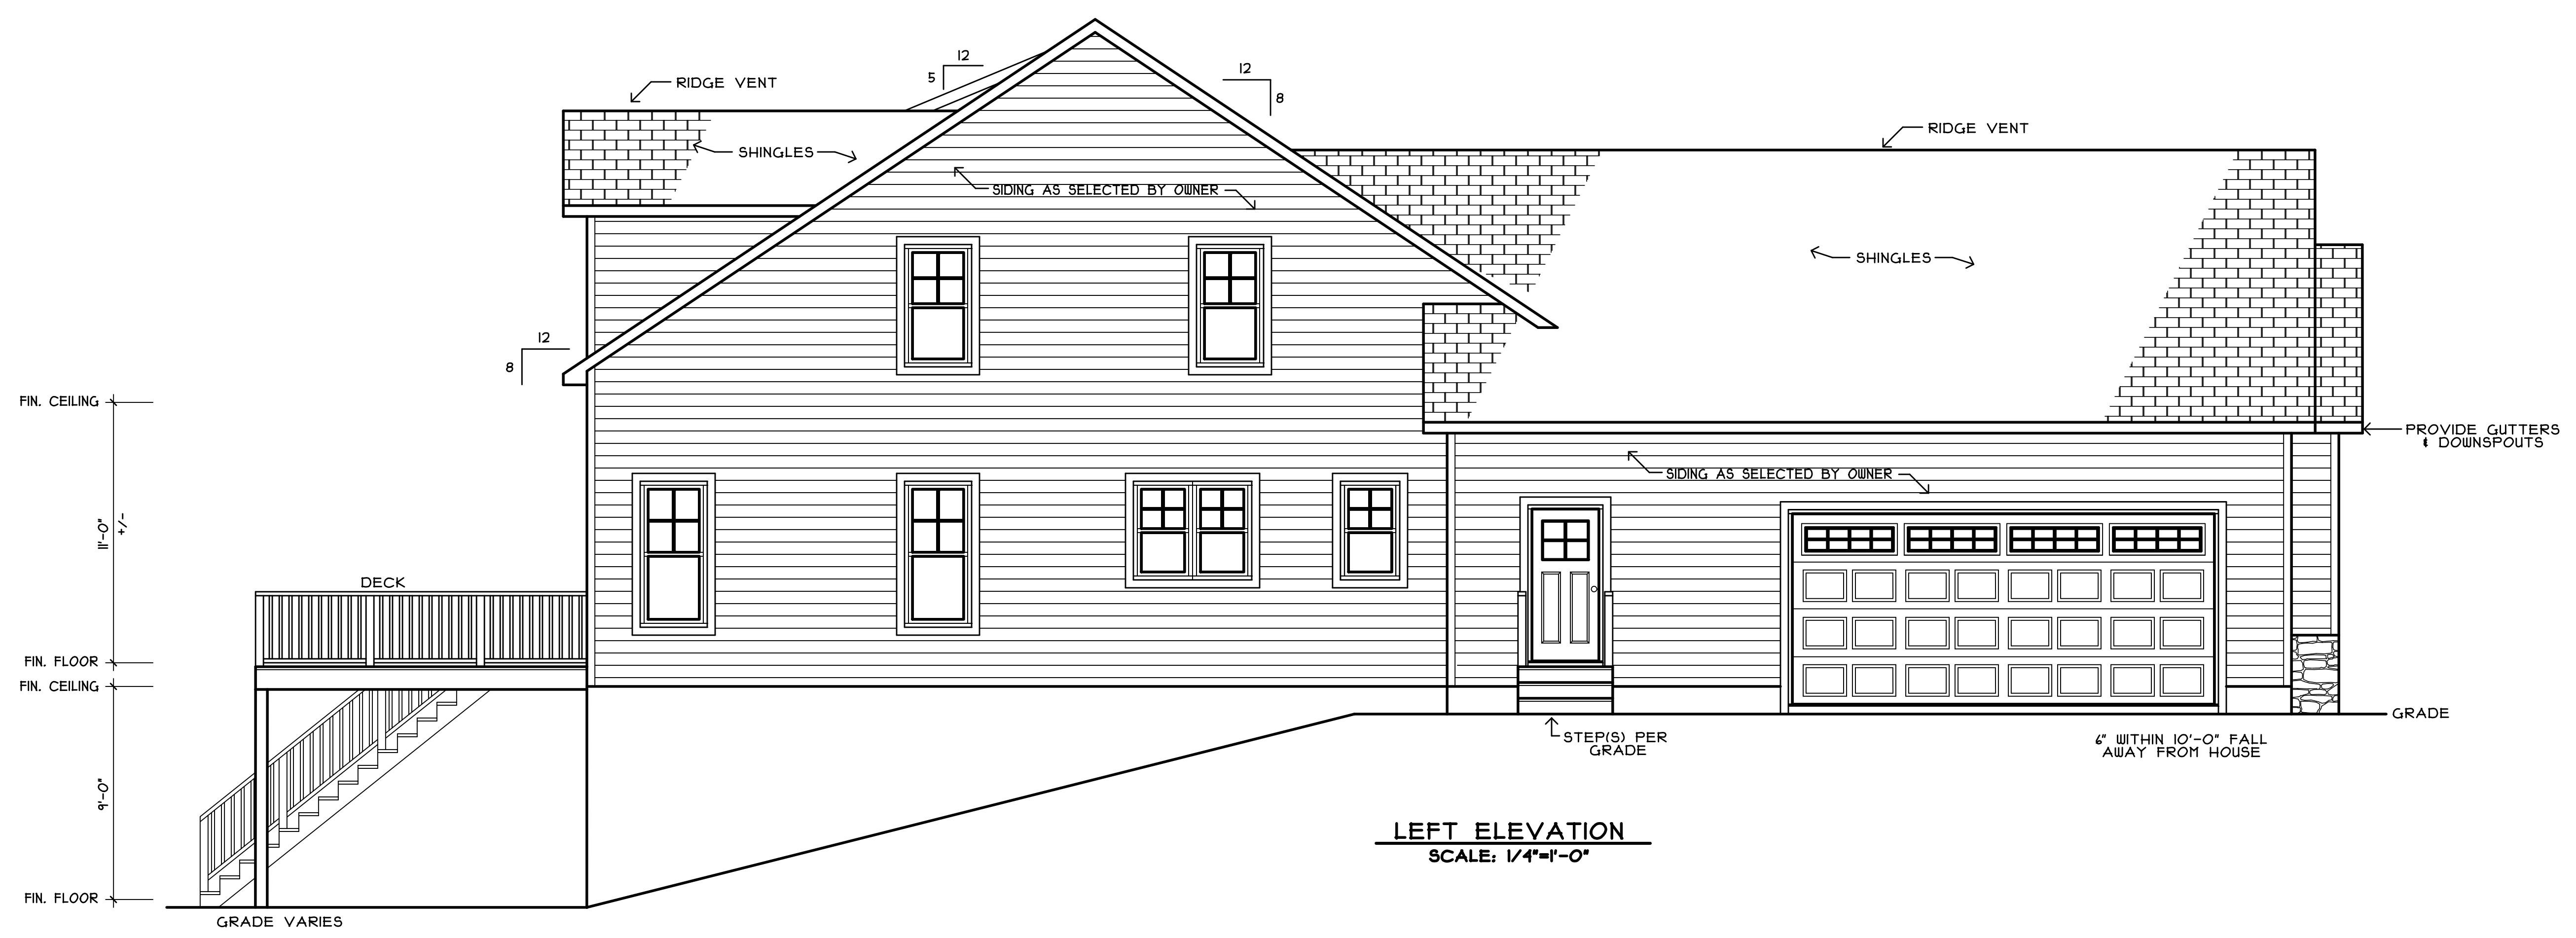 12
5
12
8
RIDGE VENT
RIDGE VENT
SHINGLES
SIDING AS SELECTED BY OWNER
SHINGLES
12
8
FIN. CEILING
PROVIDE GUTTERS
& DOWNSPOUTS
SIDING AS SELECTED BY OWNER
11'-0"
+/-
DECK
FIN. FLOOR
FIN. CEILING
GRADE
STEP(S) PER
GRADE
6" WITHIN 10'-0" FALL
AWAY FROM HOUSE
9'-0"
LEFT ELEVATION
SCALE: 1/4"=1'-0"
FIN. FLOOR
GRADE VARIES